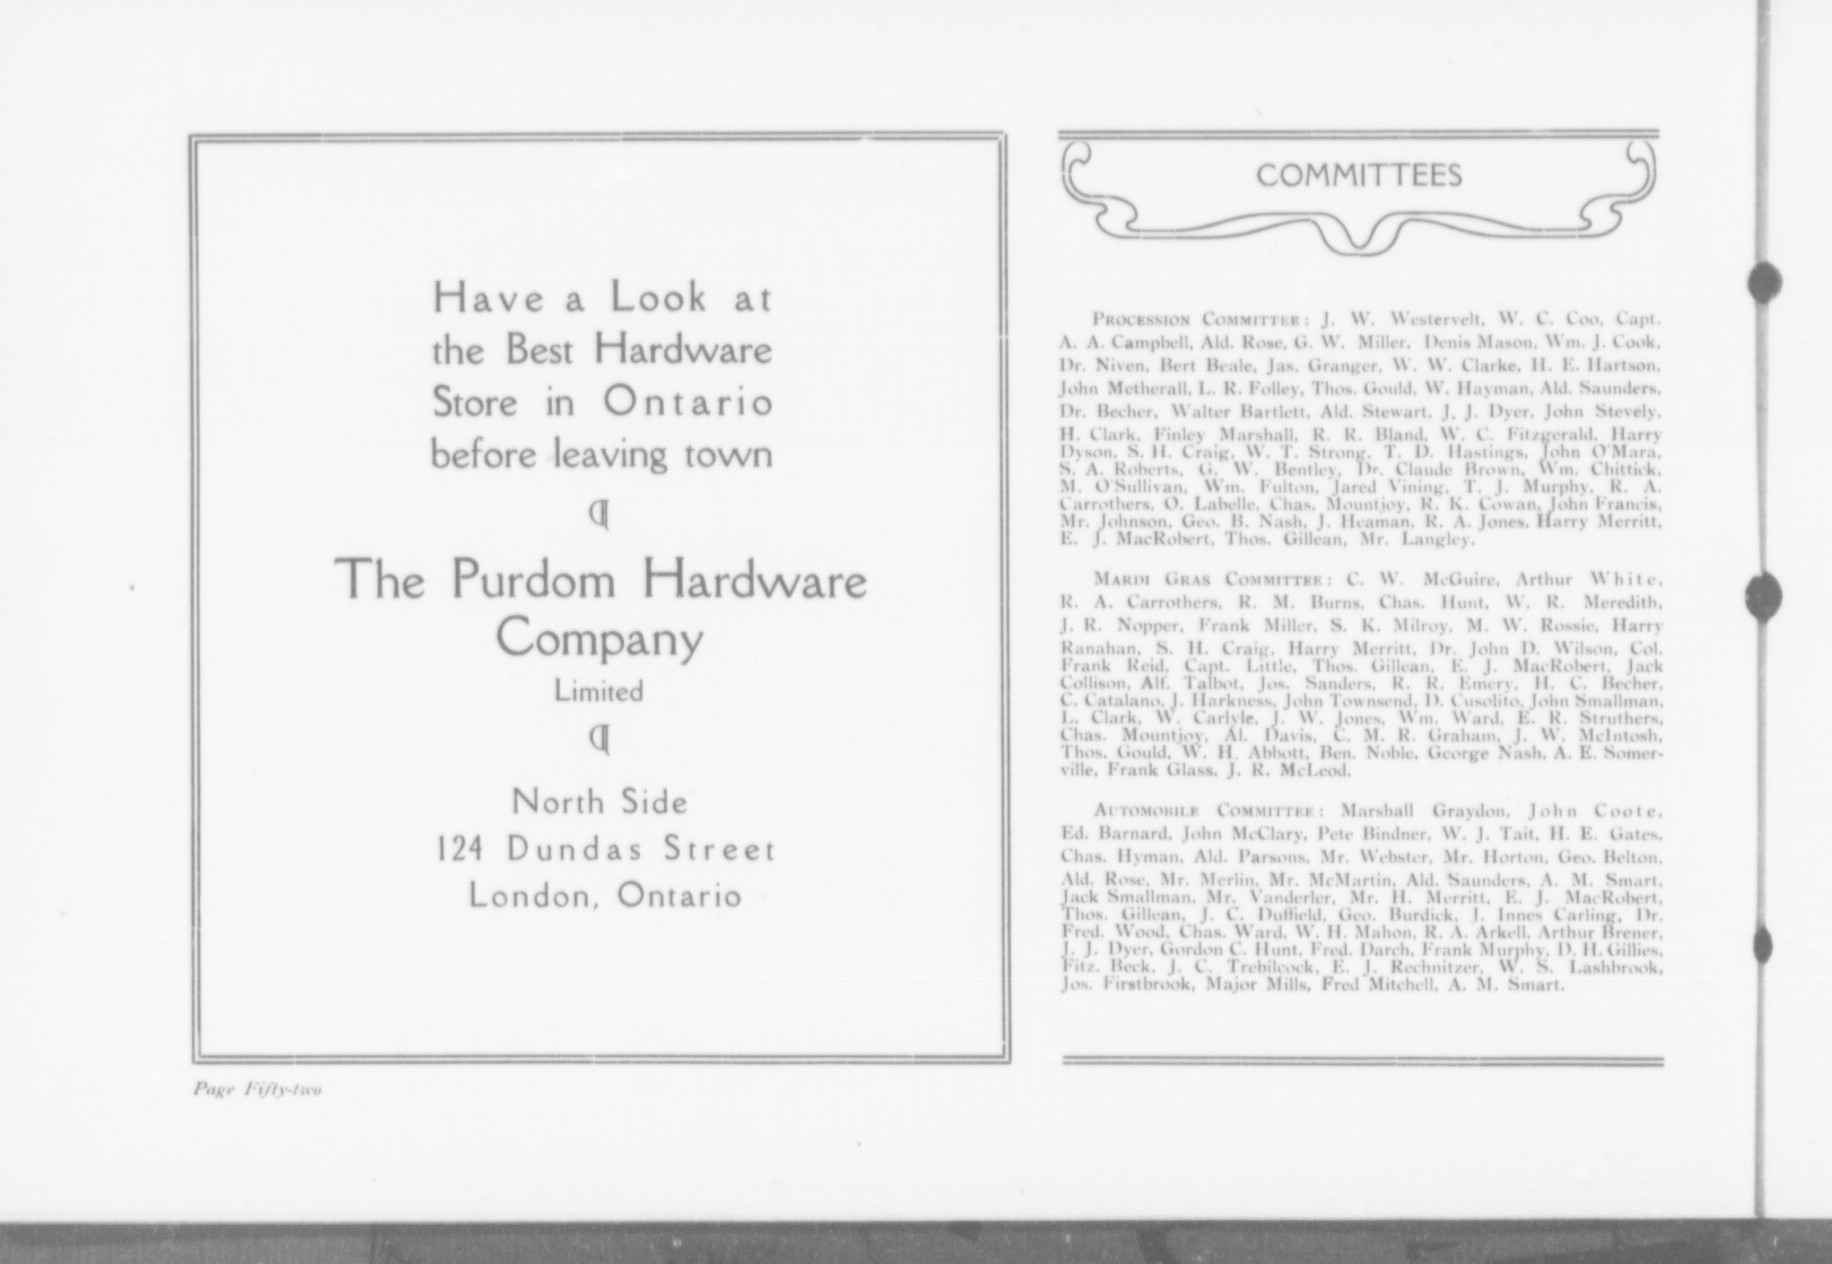 Have a Look at
the Best Hardware
Store in Ontario
before leaving town
¶
The Purdom Hardware
Company
Limited
¶
North Side
124 Dundas Street
London, Ontario
Page Fifty-two
COMMITTEES
PROCESSION COMMITTEE: J. W. Westervelt, W. C. Coo, Capt.
A. A. Campbell, Ald. Rose, G. W. Miller, Denis Mason, Wm. J. Cook,
Dr. Niven, Bert Beale, Jas. Granger, W. W. Clarke, H. E. Hartson,
John Metherall, L. R. Folley, Thos. Gould, W. Hayman, Ald. Saunders,
Dr. Becher, Walter Bartlett, Ald. Stewart, J. J. Dyer, John Stevely,
H. Clark, Finley Marshall, R. R. Bland, W. C. Fitzgerald, Harry
Dyson, S. H. Craig, W. T. Strong, T. D. Hastings, John O'Mara,
S. A. Roberts, G. W. Bentley, Dr. Claude Brown, Wm. Chittick,
M. O'Sullivan, Wm. Fulton, Jared Vining, T. J. Murphy, R. A.
Carrothers, O. Labelle, Chas. Mountjoy, R. K. Cowan, John Francis,
Mr. Johnson, Geo. B. Nash, J. Heaman, R. A. Jones, Harry Merritt,
E. J. MacRobert, Thos. Gillean, Mr. Langley.
MARDI GRAS COMMITTEE: C. W. McGuire, Arthur White,
R. A. Carrothers, R. M. Burns, Chas. Hunt, W. R. Meredith,
J. R. Nopper, Frank Miller, S. K. Milroy, M. W. Rossie, Harry
Ranahan, S. H. Craig, Harry Merritt, Dr. John D. Wilson, Col.
Frank Reid, Capt. Little, Thos. Gillean, E. J. MacRobert, Jack
Collison, Alf. Talbot, Jos. Sanders, R. R. Emery, H. C. Becher,
C. Catalano, J. Harkness, John Townsend, D. Cusolito, John Smallman,
L. Clark, W. Carlyle, J. W. Jones, Wm. Ward, E. R. Struthers,
Chas. Mountjoy, Al. Davis, C. M. R. Graham, J. W. McIntosh,
Thos. Gould, W. H. Abbott, Ben. Noble, George Nash, A. E. Somer-
ville, Frank Glass, J. R. McLeod.
AUTOMOBILE COMMITTEE: Marshall Graydon, John Coote,
Ed. Barnard, John McClary, Pete Bindner, W. J. Tait, H. E. Gates,
Chas. Hyman, Ald. Parsons, Mr. Webster, Mr. Horton, Geo. Belton,
Ald. Rose, Mr. Merlin, Mr. McMartin, Ald. Saunders, A. M. Smart,
Jack Smallman, Mr. Vanderler, Mr. H. Merritt, E. J. MacRobert,
Thos. Gillean, J. C. Duffield, Geo. Burdick, J. Innes Carling, Dr.
Fred. Wood, Chas. Ward, W. H. Mahon, R. A. Arkell, Arthur Brener,
J. J. Dyer, Gordon C. Hunt, Fred. Darch, Frank Murphy, D. H. Gillies,
Fitz. Beck, J. C. Trebilcock, E. J. Rechnitzer, W. S. Lashbrook,
Jos. Firstbrook, Major Mills, Fred Mitchell, A. M. Smart.